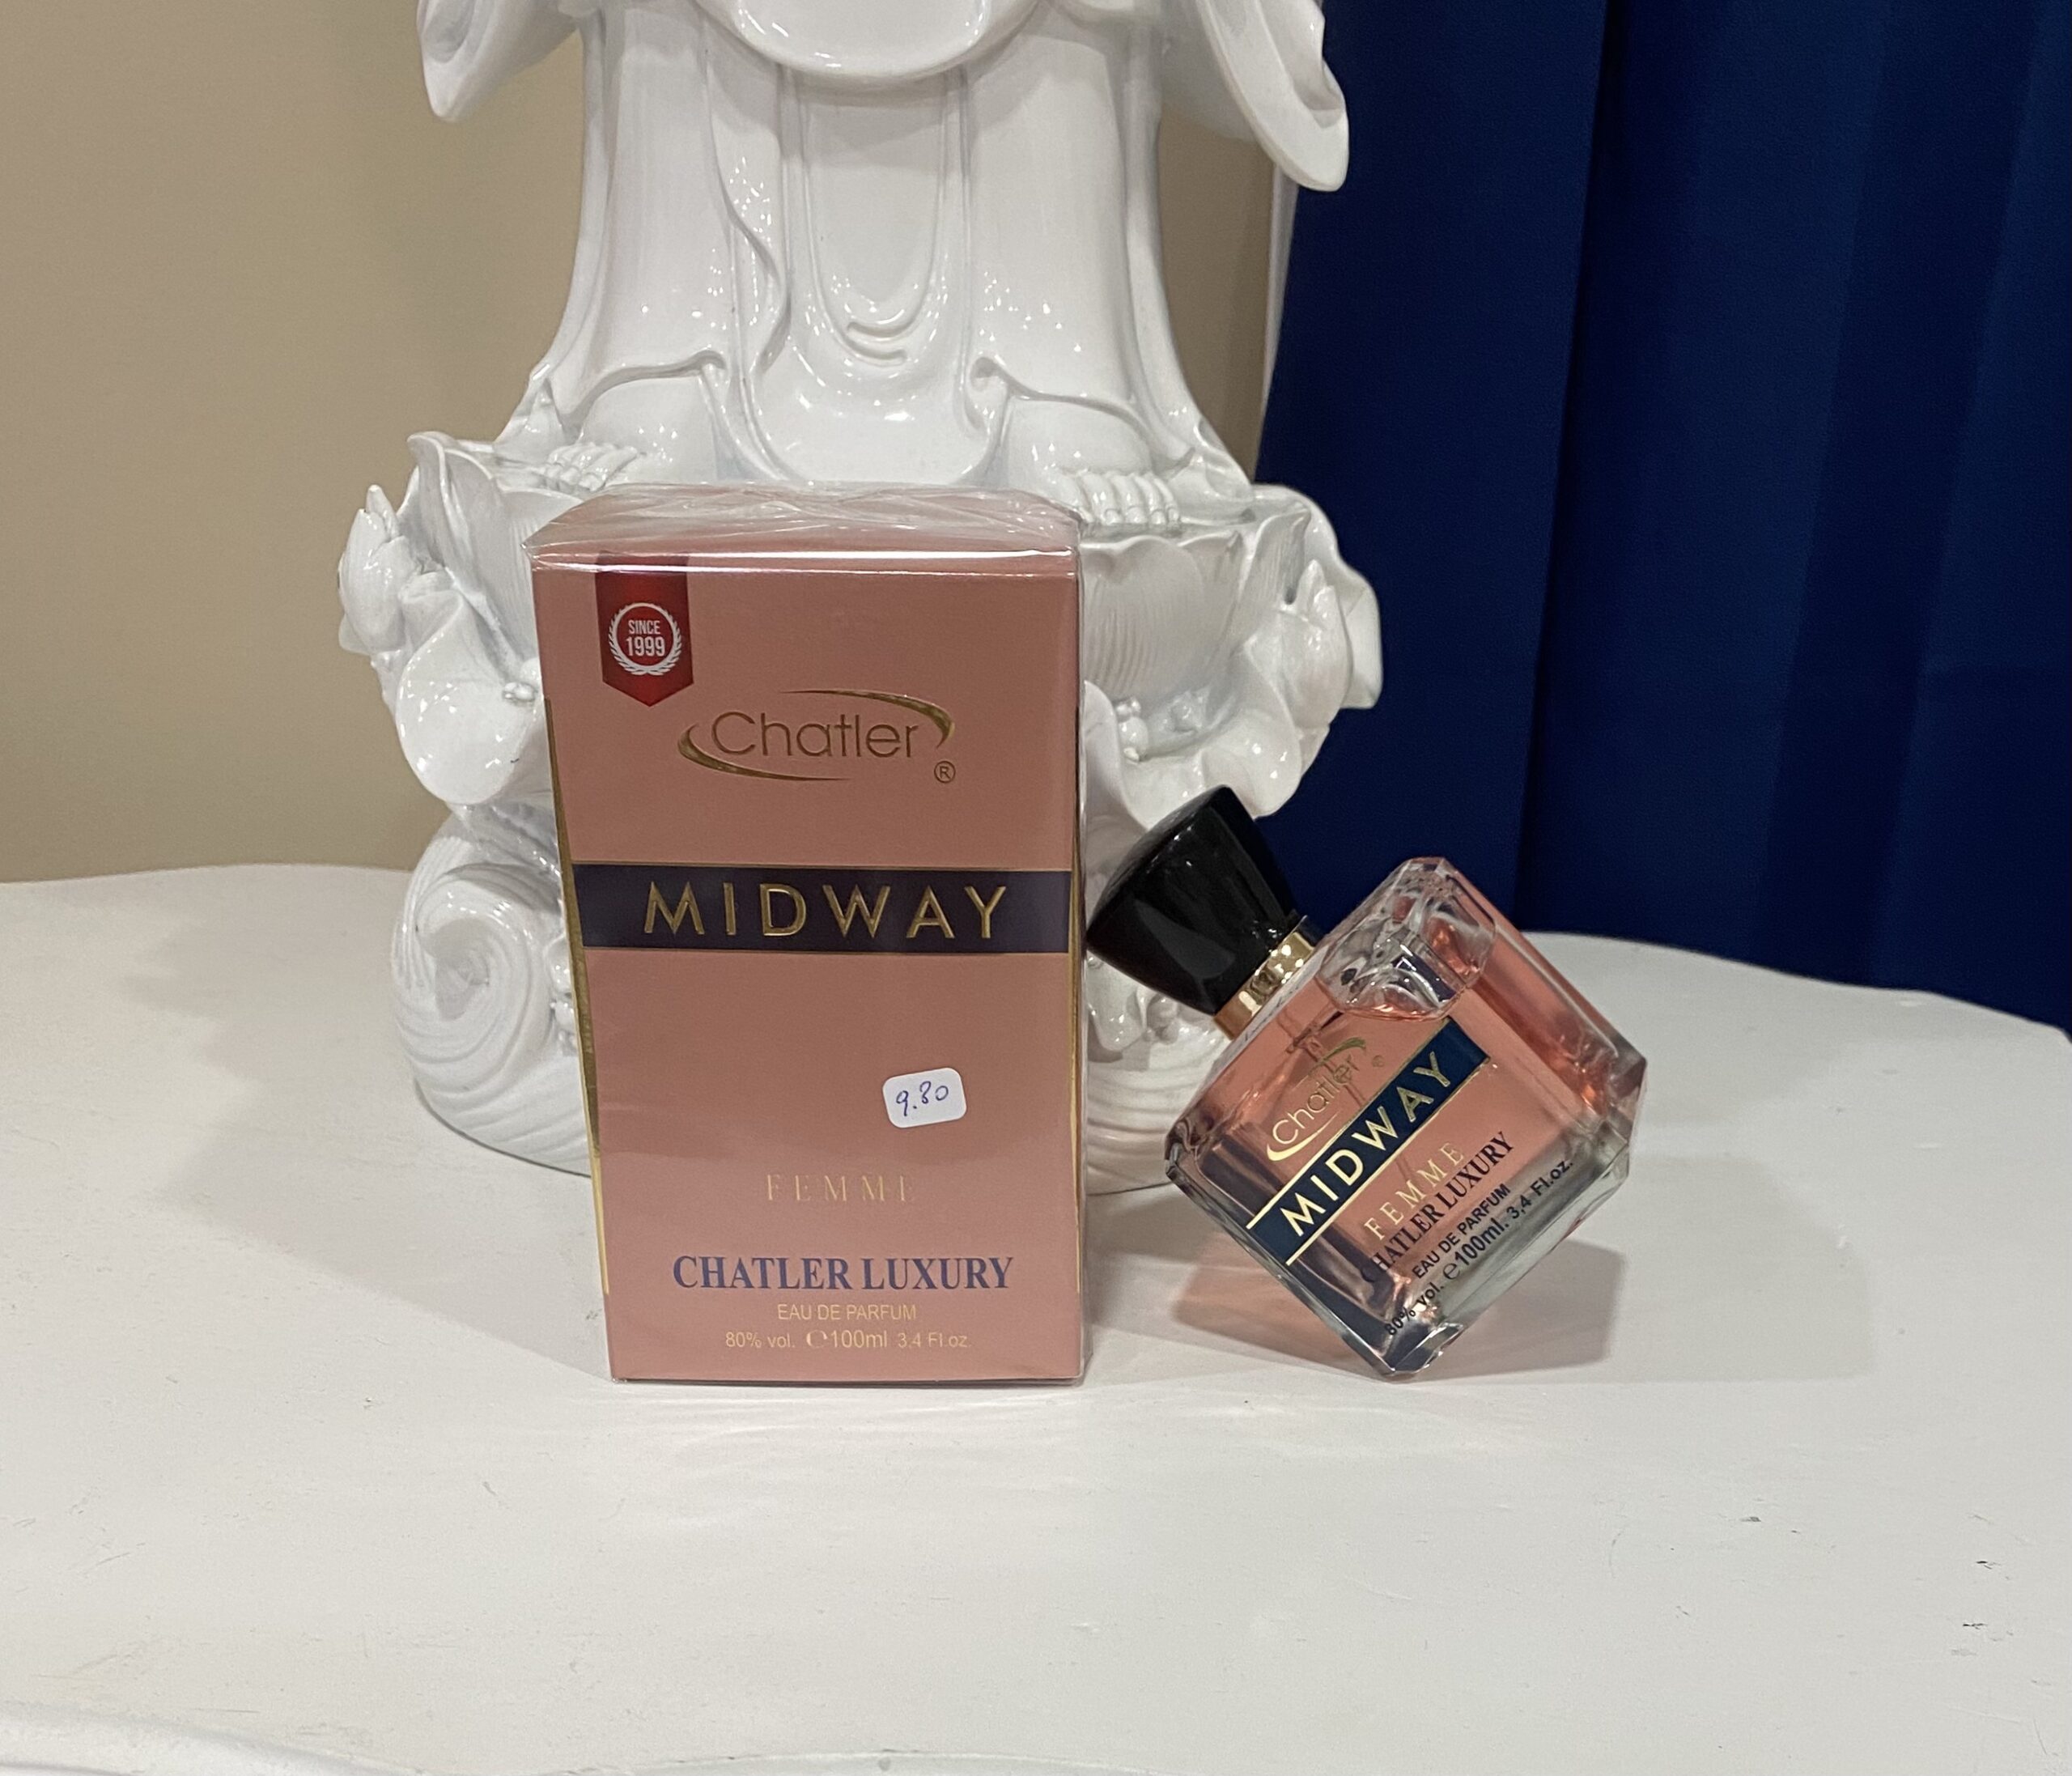 SINCE
1999
Chatler
®
MIDWAY
9.80
FEMME
CHATLER LUXURY
EAU DE PARFUM
80% vol. ℮100ml 3.4 Fl.oz.
Chatler ®
MIDWAY
FEMME
CHATLER LUXURY
EAU DE PARFUM
80% vol. ℮100ml. 3,4 Fl.oz.